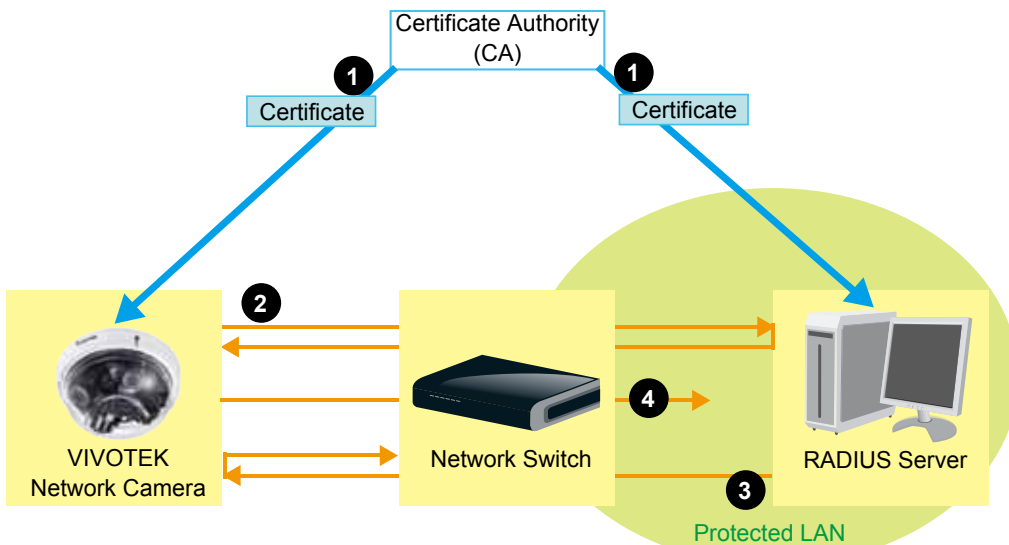 Certificate Authority
(CA)
1
1
Certificate
Certificate
2
4
VIVOTEK
Network Camera
Network Switch
RADIUS Server
3
Protected LAN